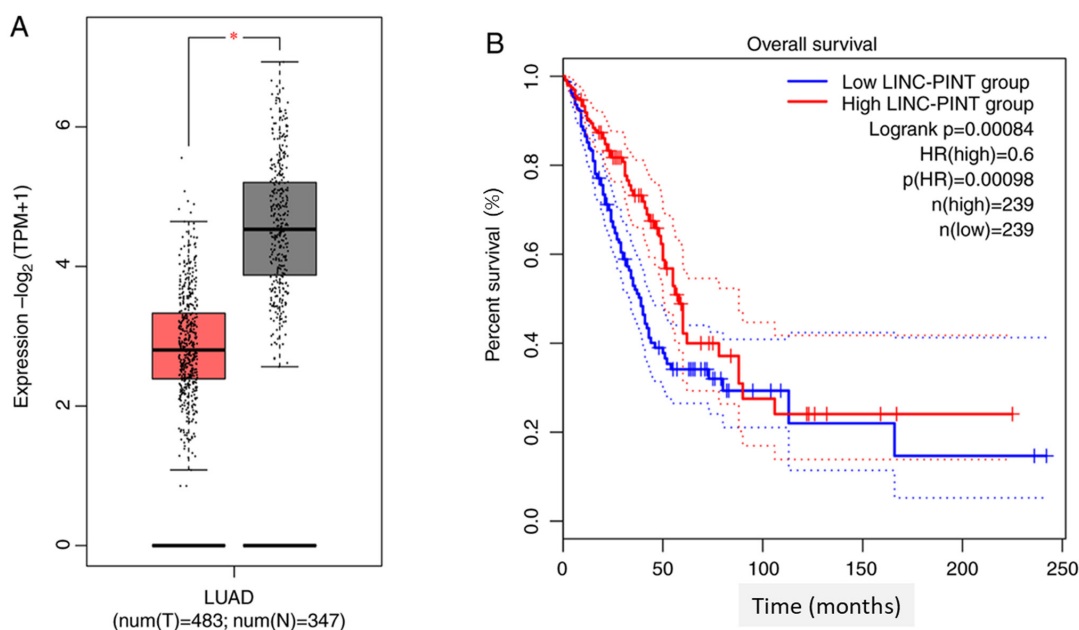 A
*
6
4
2
0
Expression –log2 (TPM+1)
LUAD
(num(T)=483; num(N)=347)
B
Overall survival
Low LINC-PINT group
High LINC-PINT group
Logrank p=0.00084
HR(high)=0.6
p(HR)=0.00098
n(high)=239
n(low)=239
1.0
0.8
0.6
0.4
0.2
0.0
Percent survival (%)
0 50 100 150 200 250
Time (months)